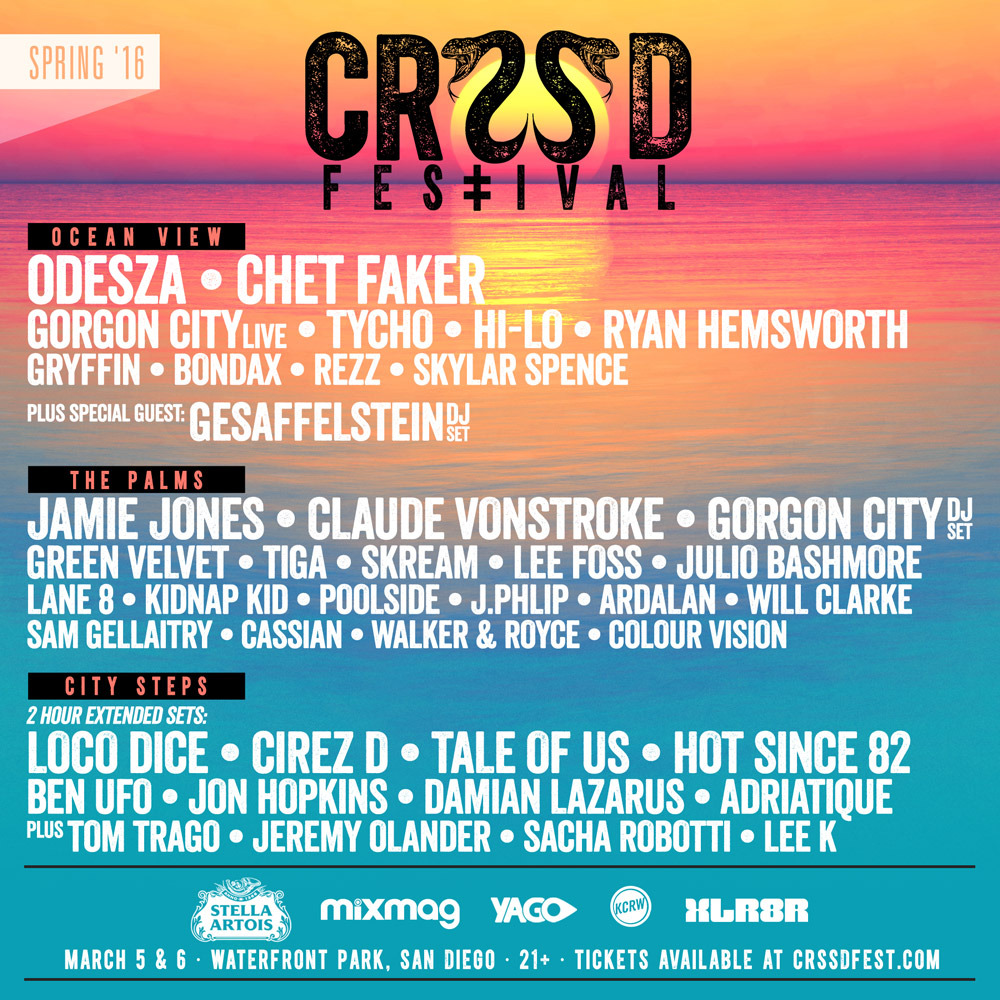 SPRING '16
CRSSD
FESTIVAL
OCEAN VIEW
ODESZA • CHET FAKER
GORGON CITY LIVE • TYCHO • HI-LO • RYAN HEMSWORTH
GRYFFIN • BONDAX • REZZ • SKYLAR SPENCE
PLUS SPECIAL GUEST: GESAFFELSTEIN DJ SET
THE PALMS
JAMIE JONES • CLAUDE VONSTROKE • GORGON CITY DJ SET
GREEN VELVET • TIGA • SKREAM • LEE FOSS • JULIO BASHMORE
LANE 8 • KIDNAP KID • POOLSIDE • J.PHLIP • ARDALAN • WILL CLARKE
SAM GELLAITRY • CASSIAN • WALKER & ROYCE • COLOUR VISION
CITY STEPS
2 HOUR EXTENDED SETS:
LOCO DICE • CIREZ D • TALE OF US • HOT SINCE 82
BEN UFO • JON HOPKINS • DAMIAN LAZARUS • ADRIATIQUE
PLUS TOM TRAGO • JEREMY OLANDER • SACHA ROBOTTI • LEE K
STELLA ARTOIS mixmag YAGO KCRW XLR8R
MARCH 5 & 6 · WATERFRONT PARK, SAN DIEGO · 21+ · TICKETS AVAILABLE AT CRSSDFEST.COM